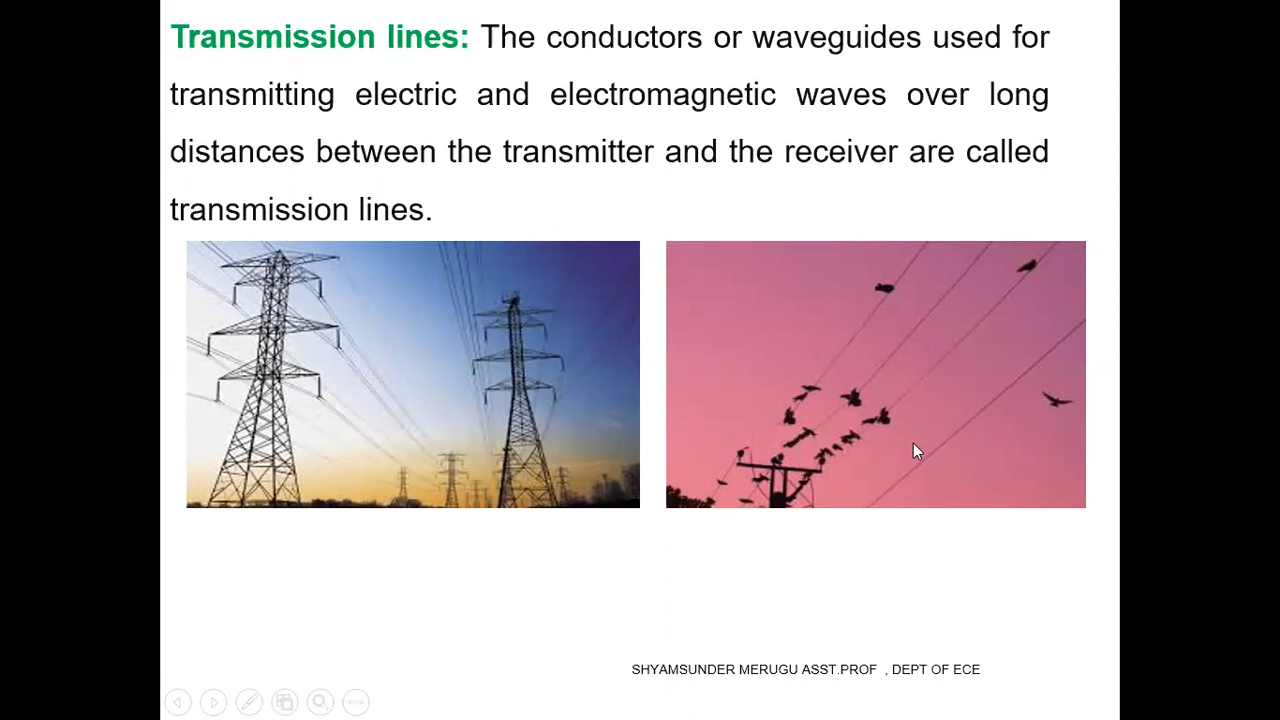 Transmission lines: The conductors or waveguides used for
transmitting electric and electromagnetic waves over long
distances between the transmitter and the receiver are called
transmission lines.
SHYAMSUNDER MERUGU ASST.PROF , DEPT OF ECE